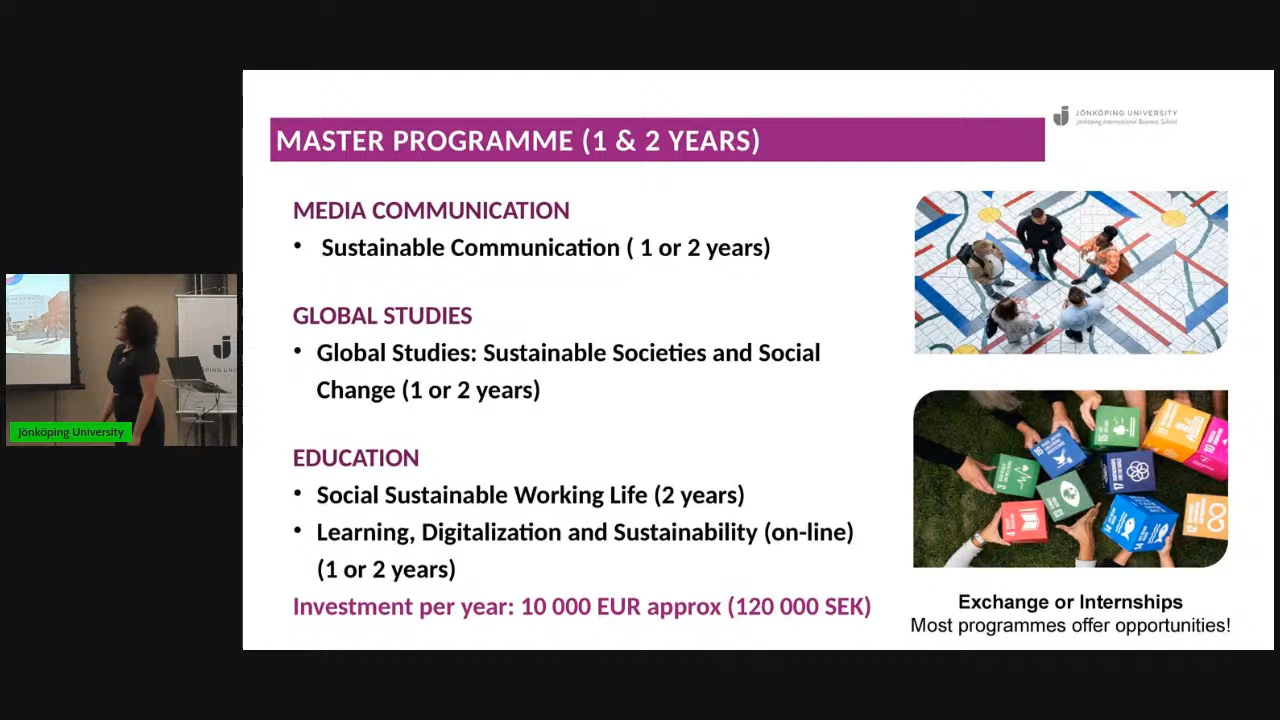 JÖNKÖPING UNIVERSITY
Jönköping International Business School
MASTER PROGRAMME (1 & 2 YEARS)
MEDIA COMMUNICATION
• Sustainable Communication ( 1 or 2 years)
GLOBAL STUDIES
• Global Studies: Sustainable Societies and Social
Change (1 or 2 years)
EDUCATION
• Social Sustainable Working Life (2 years)
• Learning, Digitalization and Sustainability (on-line)
(1 or 2 years)
Investment per year: 10 000 EUR approx (120 000 SEK)
Exchange or Internships
Most programmes offer opportunities!
Jönköping University